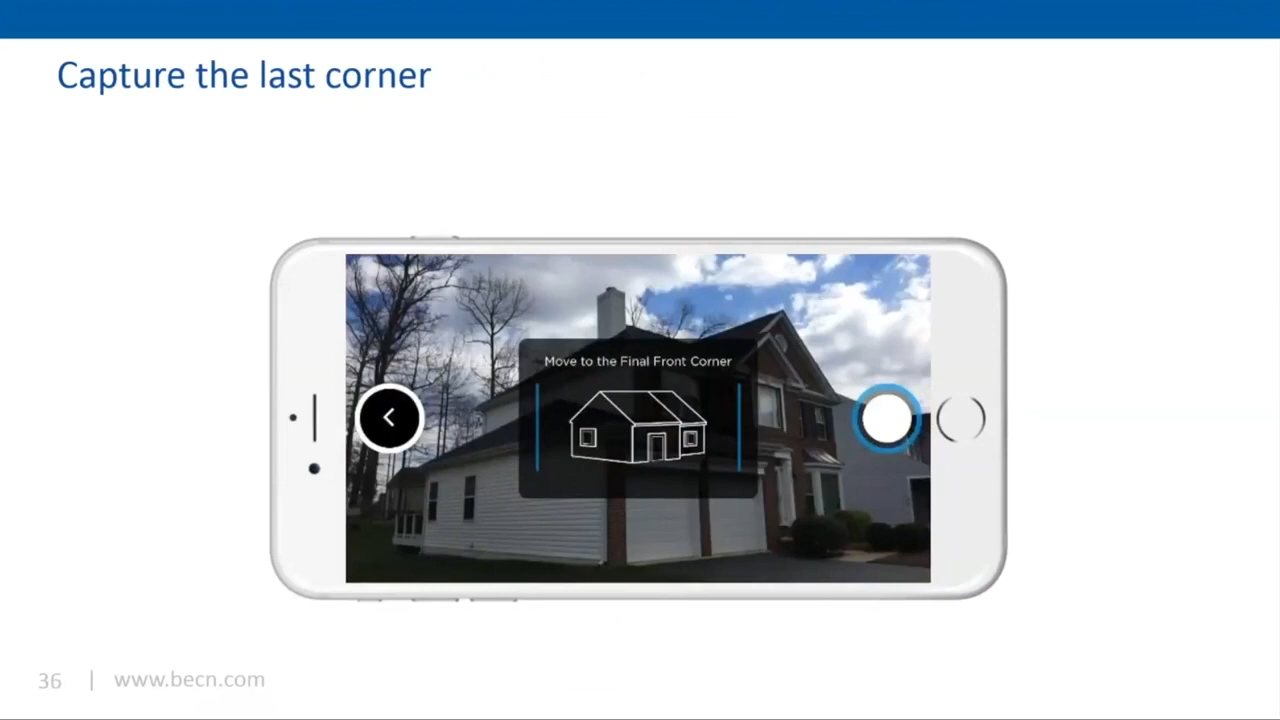 Capture the last corner
Move to the Final Front Corner
36 | www.becn.com